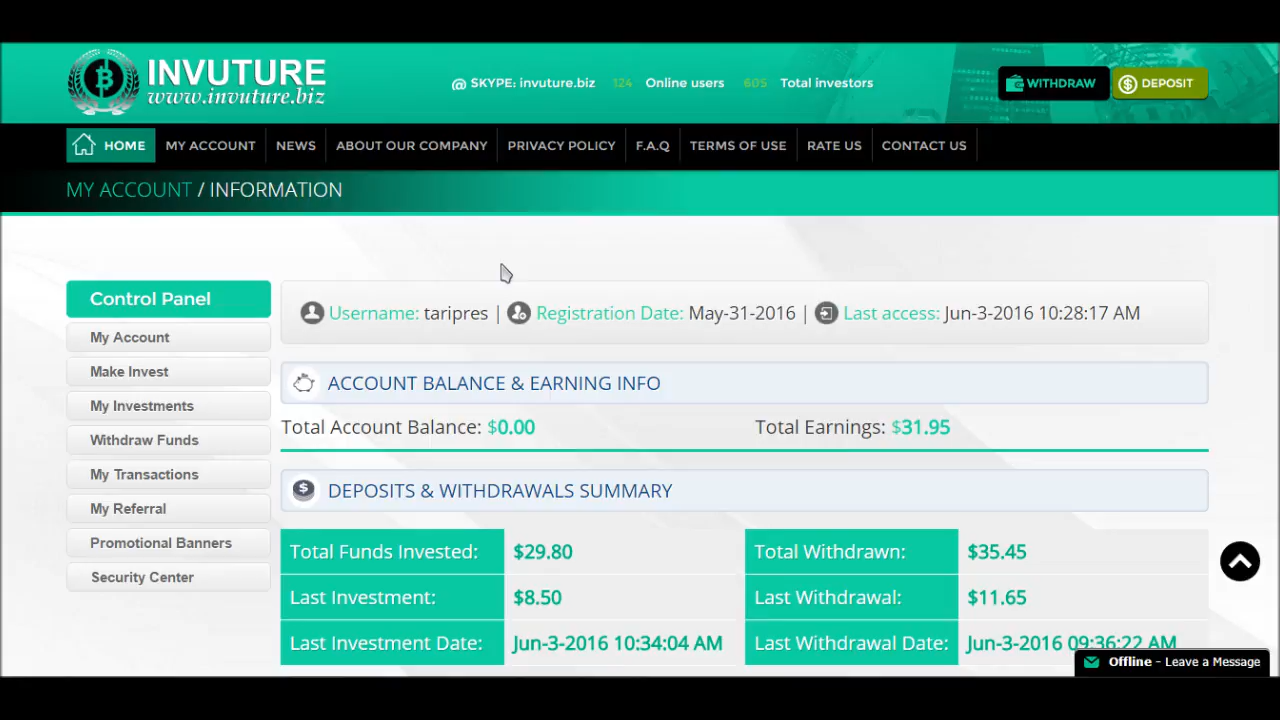 INVUTURE
www.invuture.biz
@ SKYPE: invuture.biz 124 Online users 605 Total investors
WITHDRAW
DEPOSIT
HOME MY ACCOUNT NEWS ABOUT OUR COMPANY PRIVACY POLICY F.A.Q TERMS OF USE RATE US CONTACT US
MY ACCOUNT / INFORMATION
Control Panel
My Account
Make Invest
My Investments
Withdraw Funds
My Transactions
My Referral
Promotional Banners
Security Center
Username: taripres | Registration Date: May-31-2016 | Last access: Jun-3-2016 10:28:17 AM
ACCOUNT BALANCE & EARNING INFO
Total Account Balance: $0.00 Total Earnings: $31.95
DEPOSITS & WITHDRAWALS SUMMARY
Total Funds Invested: $29.80 Total Withdrawn: $35.45
Last Investment: $8.50 Last Withdrawal: $11.65
Last Investment Date: Jun-3-2016 10:34:04 AM Last Withdrawal Date: Jun-3-2016 09:36:22 AM
Offline - Leave a Message